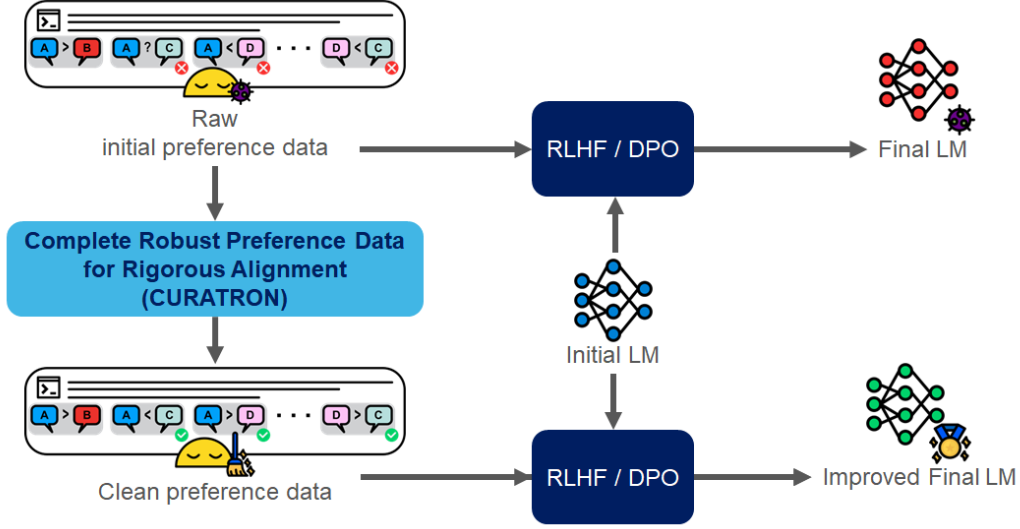 >_
A > B A ? C A < D · · · D < C
Raw
initial preference data
RLHF / DPO
Final LM
Complete Robust Preference Data
for Rigorous Alignment
(CURATRON)
Initial LM
>_
A > B A < C A > D · · · D > C
Clean preference data
RLHF / DPO
Improved Final LM